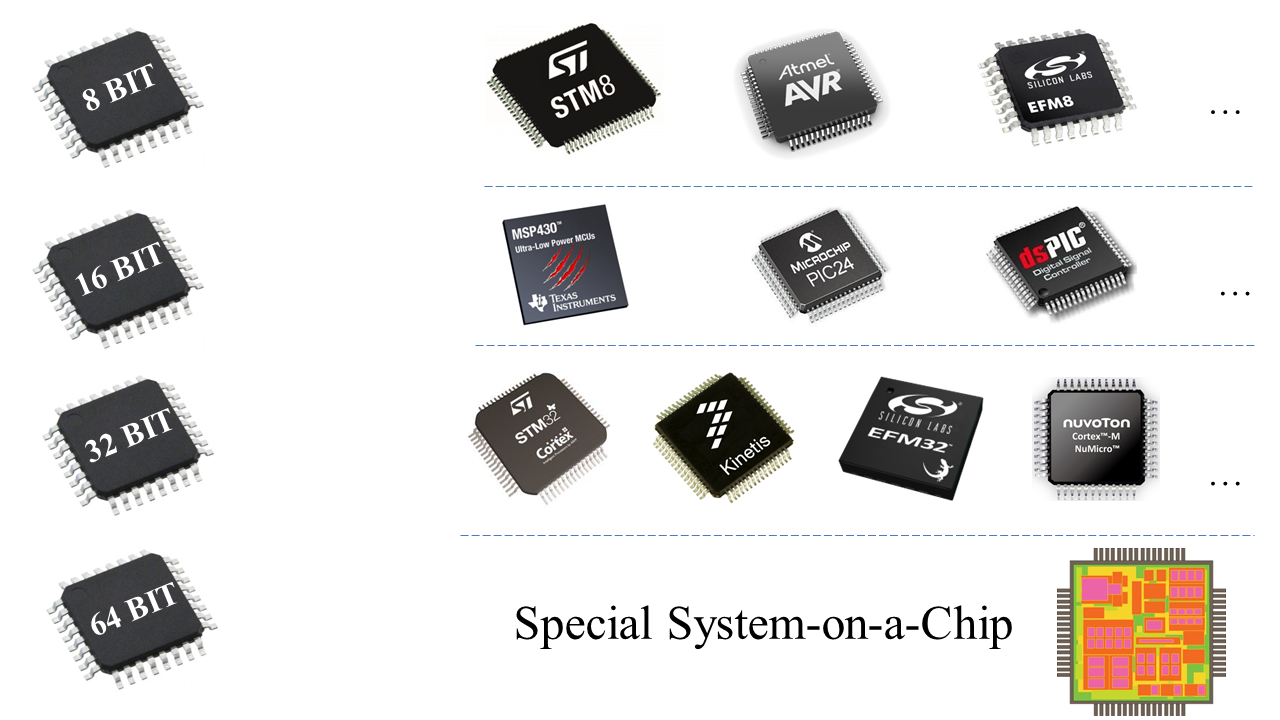 8 BIT
ST
STM8
Atmel
AVR
SILICON LABS
EFM8
...
16 BIT
MSP430™
Ultra-Low Power MCUs
TEXAS
INSTRUMENTS
MICROCHIP
PIC24
dsPIC®
Digital Signal
Controller
...
32 BIT
ST
STM32
Cortex
Kinetis
SILICON LABS
EFM32
nuvoTon
Cortex™-M
NuMicro™
...
64 BIT
Special System-on-a-Chip